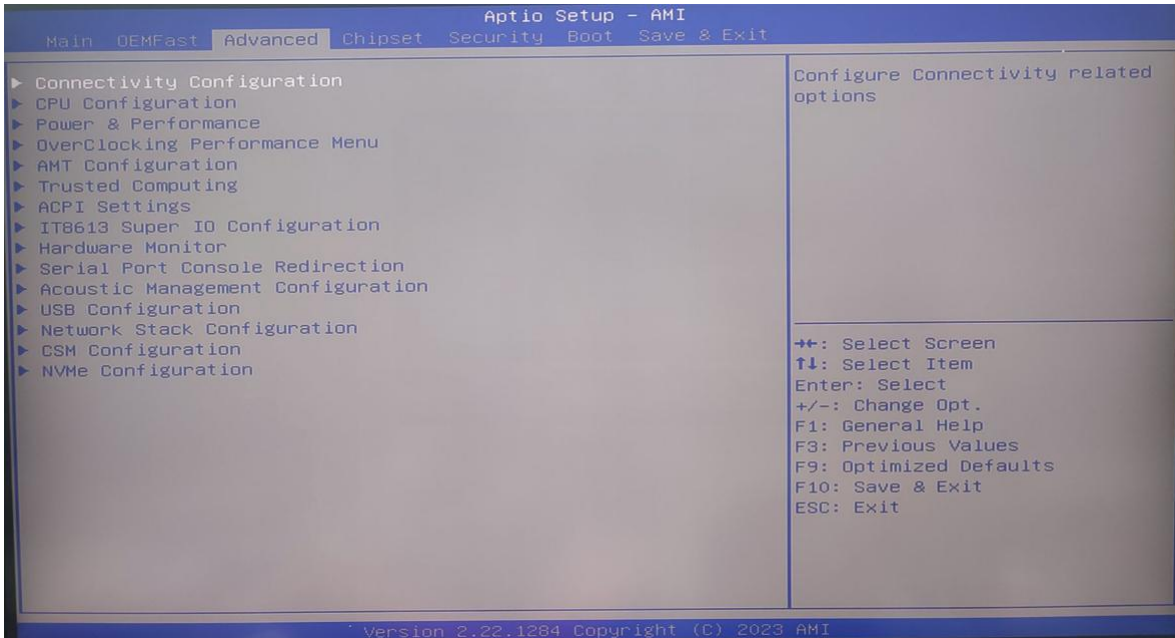 Aptio Setup - AMI
Main OEMFast Advanced Chipset Security Boot Save & Exit
Connectivity Configuration
CPU Configuration
Power & Performance
OverClocking Performance Menu
AMT Configuration
Trusted Computing
ACPI Settings
IT8613 Super IO Configuration
Hardware Monitor
Serial Port Console Redirection
Acoustic Management Configuration
USB Configuration
Network Stack Configuration
CSM Configuration
NVMe Configuration
Configure Connectivity related
options
→←: Select Screen
↑↓: Select Item
Enter: Select
+/-: Change Opt.
F1: General Help
F3: Previous Values
F9: Optimized Defaults
F10: Save & Exit
ESC: Exit
Version 2.22.1284 Copyright (C) 2023 AMI